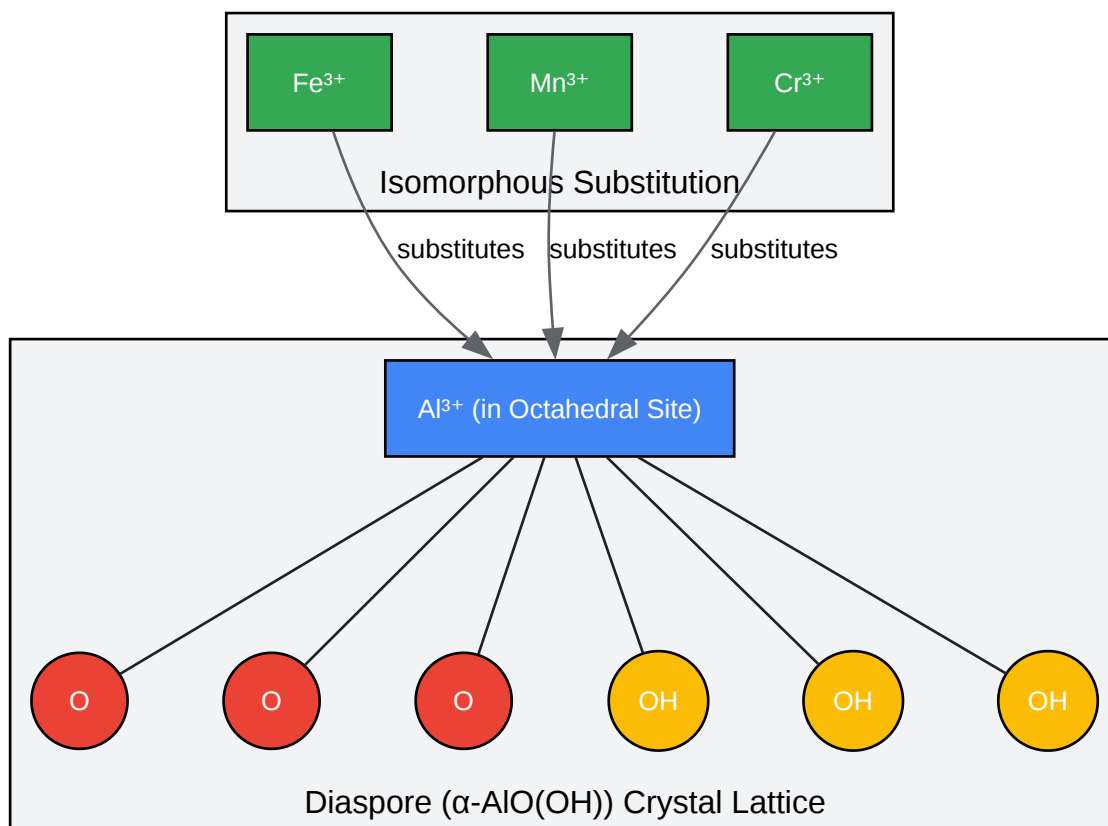 Fe³⁺ Mn³⁺ Cr³⁺
Isomorphous Substitution
substitutes substitutes substitutes
Al³⁺ (in Octahedral Site)
O O O OH OH OH
Diaspore (α-AlO(OH)) Crystal Lattice